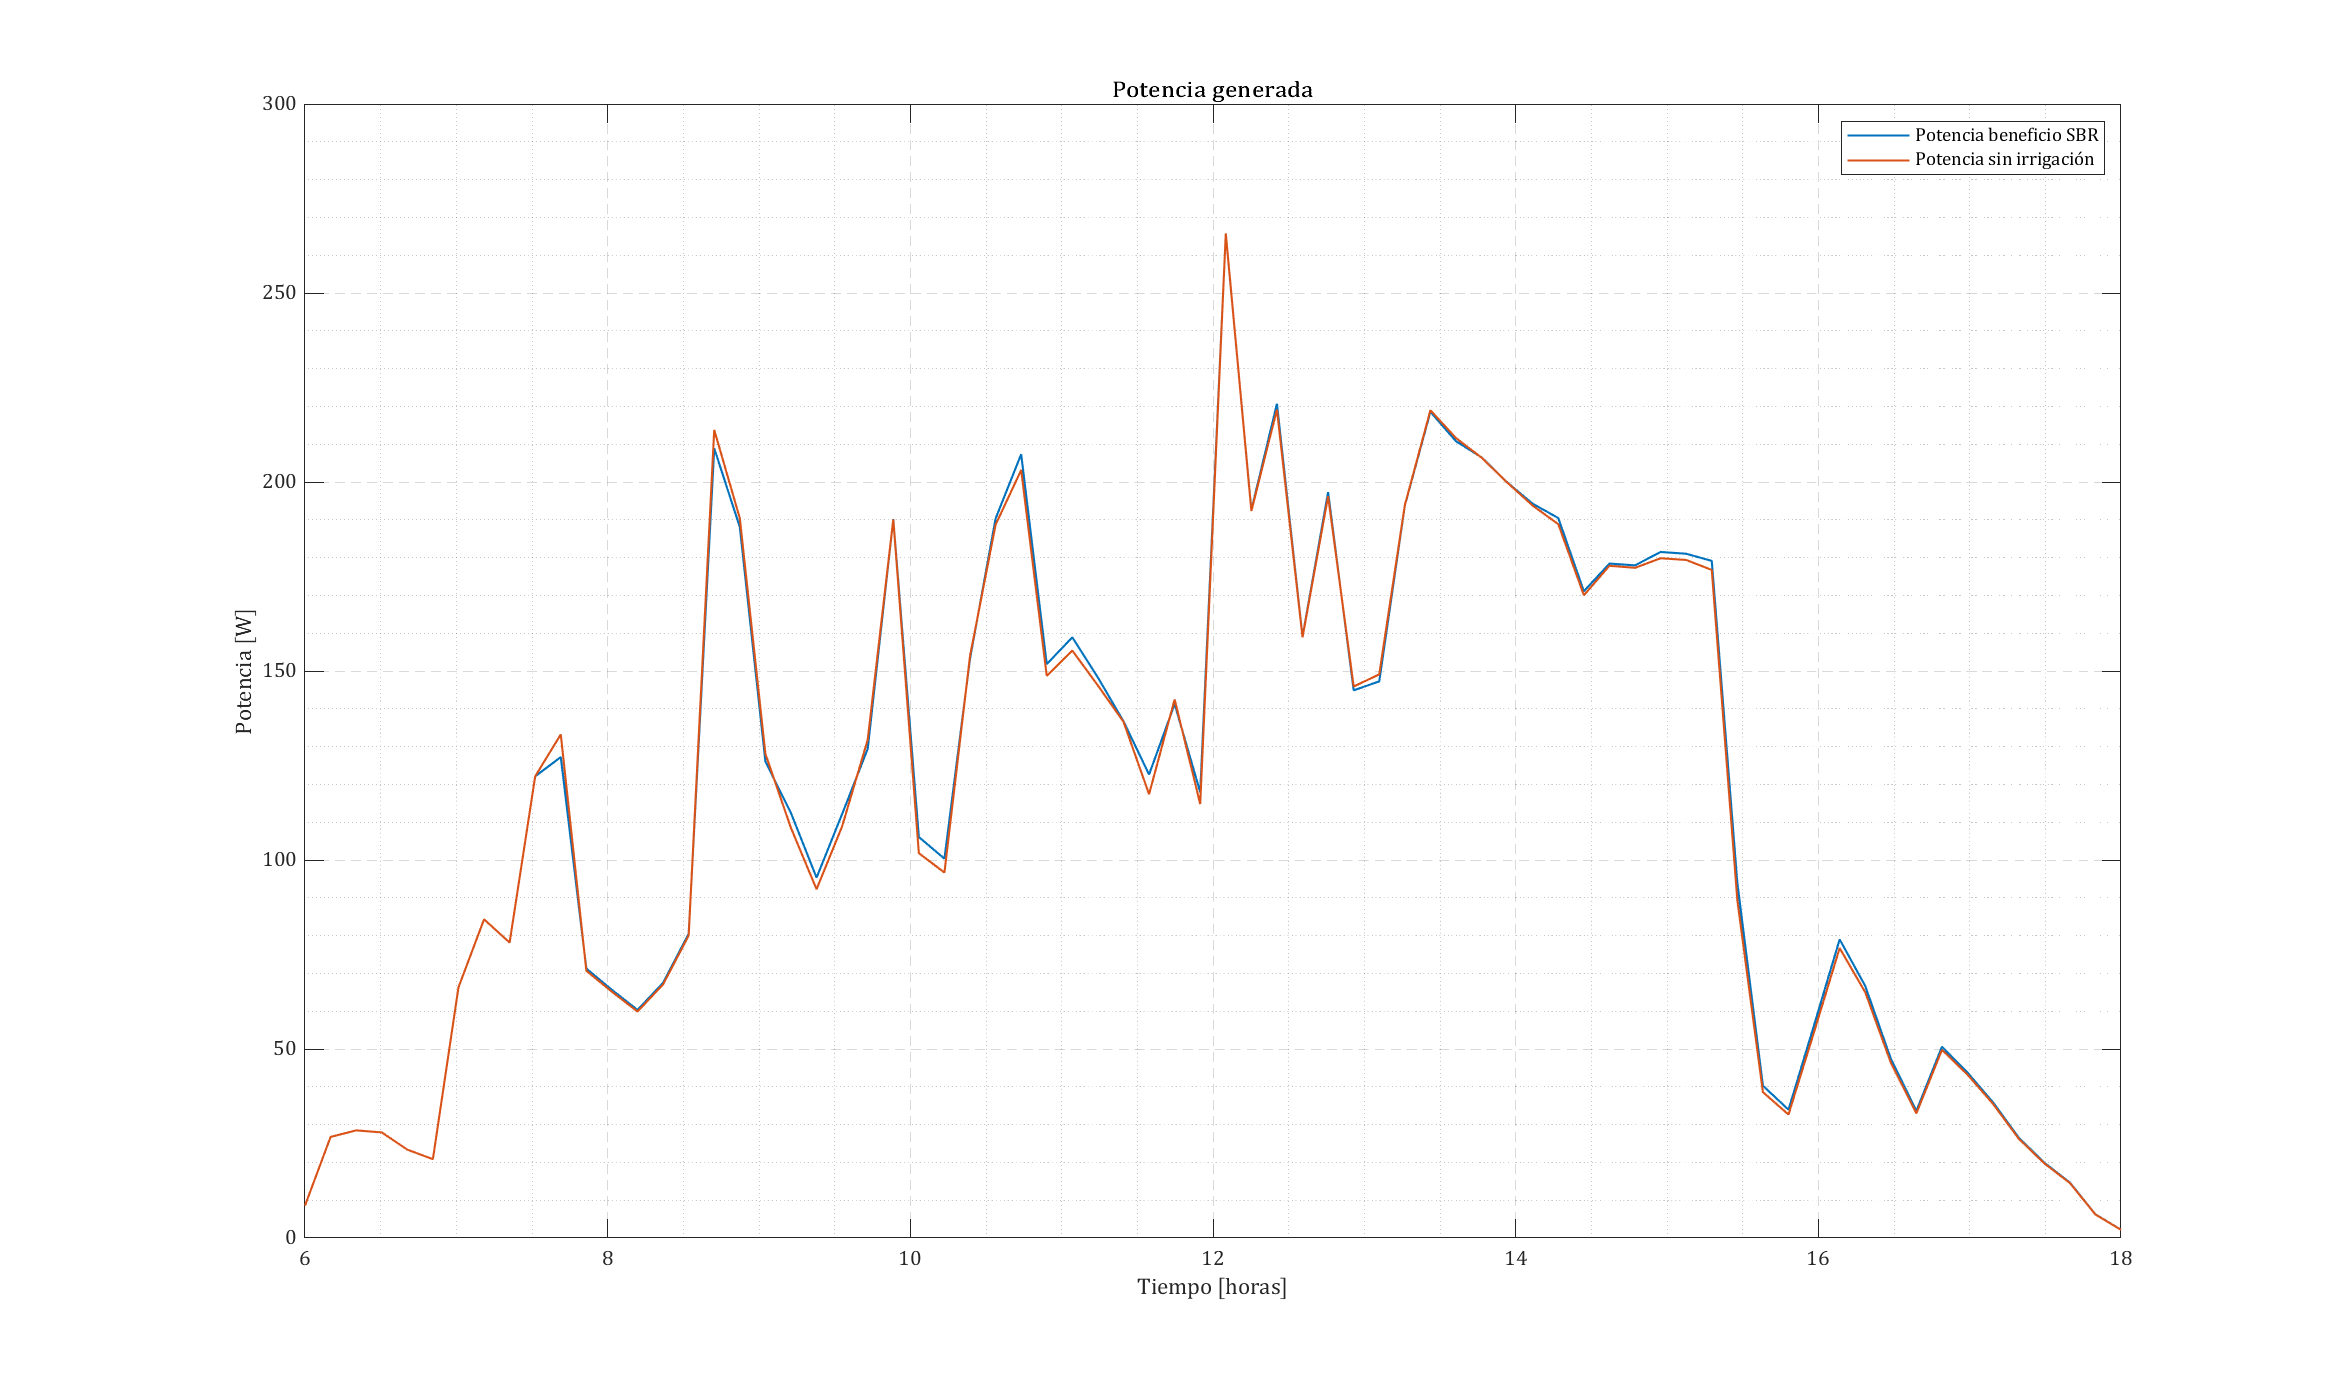 Potencia generada
300
250
200
150
100
50
0
Potencia [W]
Potencia beneficio SBR
Potencia sin irrigación
6 8 10 12 14 16 18
Tiempo [horas]